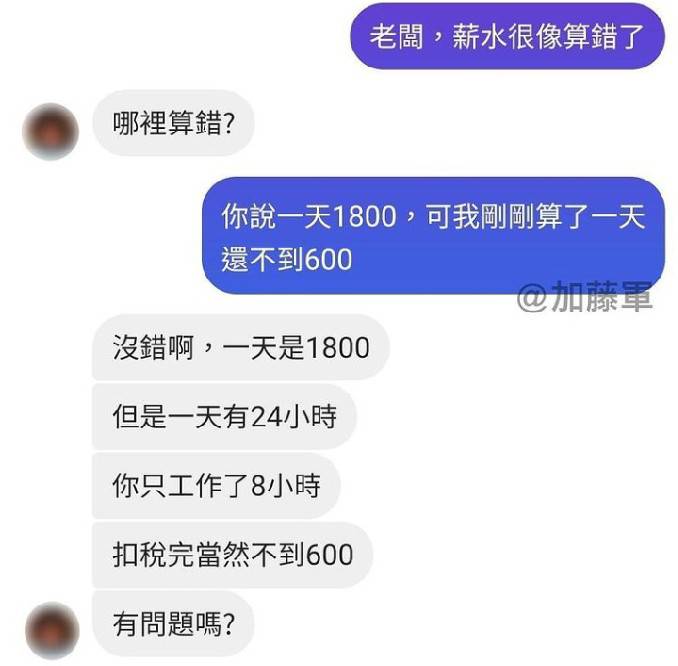 老闆，薪水很像算錯了
哪裡算錯?
你說一天1800，可我剛剛算了一天
還不到600
@加藤軍
沒錯啊，一天是1800
但是一天有24小時
你只工作了8小時
扣稅完當然不到600
有問題嗎?